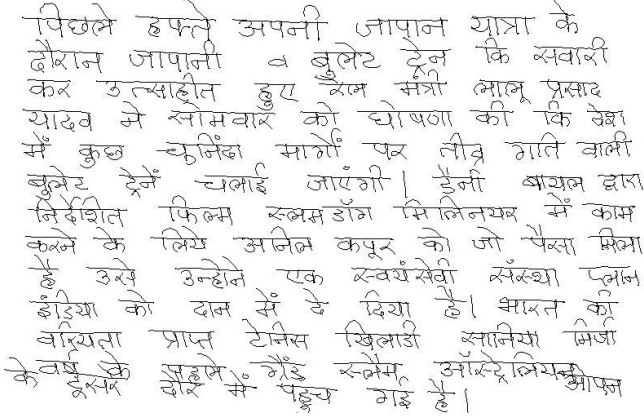 पिछले हफ्ते अपनी जापान यात्रा के
दौरान जापानी व बुलेट ट्रेन कि सवारी
कर उत्साहीत हुए रेल मंत्री लालू प्रसाद
यादव ने सोमवार को घोषणा की कि देश
में कुछ चुनिंदा मार्गों पर तीव्र गति वाली
बुलेट ट्रेनें चलाई जाएंगी। डैनी बायल द्वारा
निर्देशित फिल्म स्लमडॉग मिलिनयर में काम
करने के लिये अनिल कपूर को जो पैसा मिला
है उसे उन्होने एक स्वयंसेवी संस्था प्लान
इंडिया को दान में दे दिया है। भारत की
वरियता प्राप्त टेनिस खिलाडी सानिया मिर्जा
वर्ष के पहले ग्रैंड स्लैम ऑस्ट्रेलियन ओपन
के दूसरे दौर में पहुच गई है।